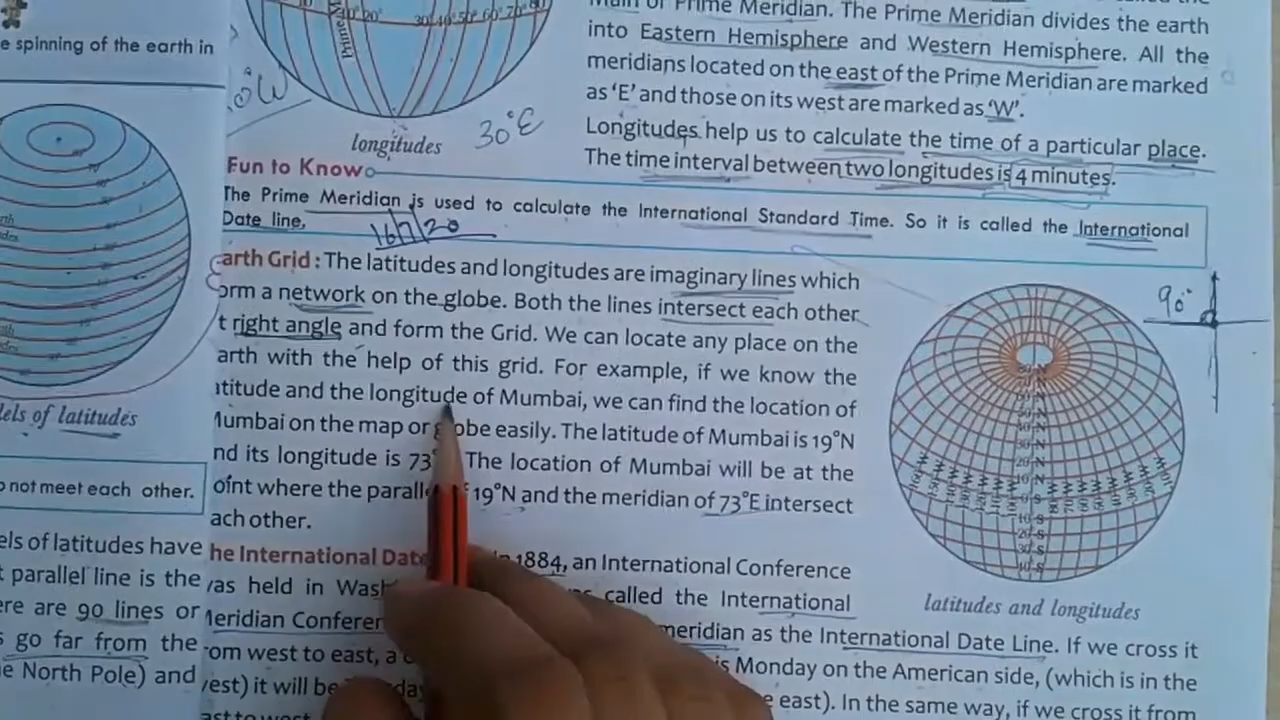 e spinning of the earth in
dels of latitudes
o not meet each other.
els of latitudes have
t parallel line is the
ere are 90 lines or
s go far from the
e North Pole) and
longitudes
30°E
Prime Meridian. The Prime Meridian divides the earth
into Eastern Hemisphere and Western Hemisphere. All the
meridians located on the east of the Prime Meridian are marked
as 'E' and those on its west are marked as 'W'.
Longitudes help us to calculate the time of a particular place.
The time interval between two longitudes is 4 minutes.
Fun to Know
The Prime Meridian is used to calculate the International Standard Time. So it is called the International
Date line,
16/7/20
arth Grid : The latitudes and longitudes are imaginary lines which
orm a network on the globe. Both the lines intersect each other
t right angle and form the Grid. We can locate any place on the
arth with the help of this grid. For example, if we know the
atitude and the longitude of Mumbai, we can find the location of
Mumbai on the map or globe easily. The latitude of Mumbai is 19°N
nd its longitude is 73 The location of Mumbai will be at the
oint where the parall 19°N and the meridian of 73°E intersect
ach other.
90°
latitudes and longitudes
he International Dat 1884, an International Conference
as held in Wash called the International
eridian Confer meridian as the International Date Line. If we cross it
rom west to east, a is Monday on the American side, (which is in the
est) it will be day e east). In the same way, if we cross it from